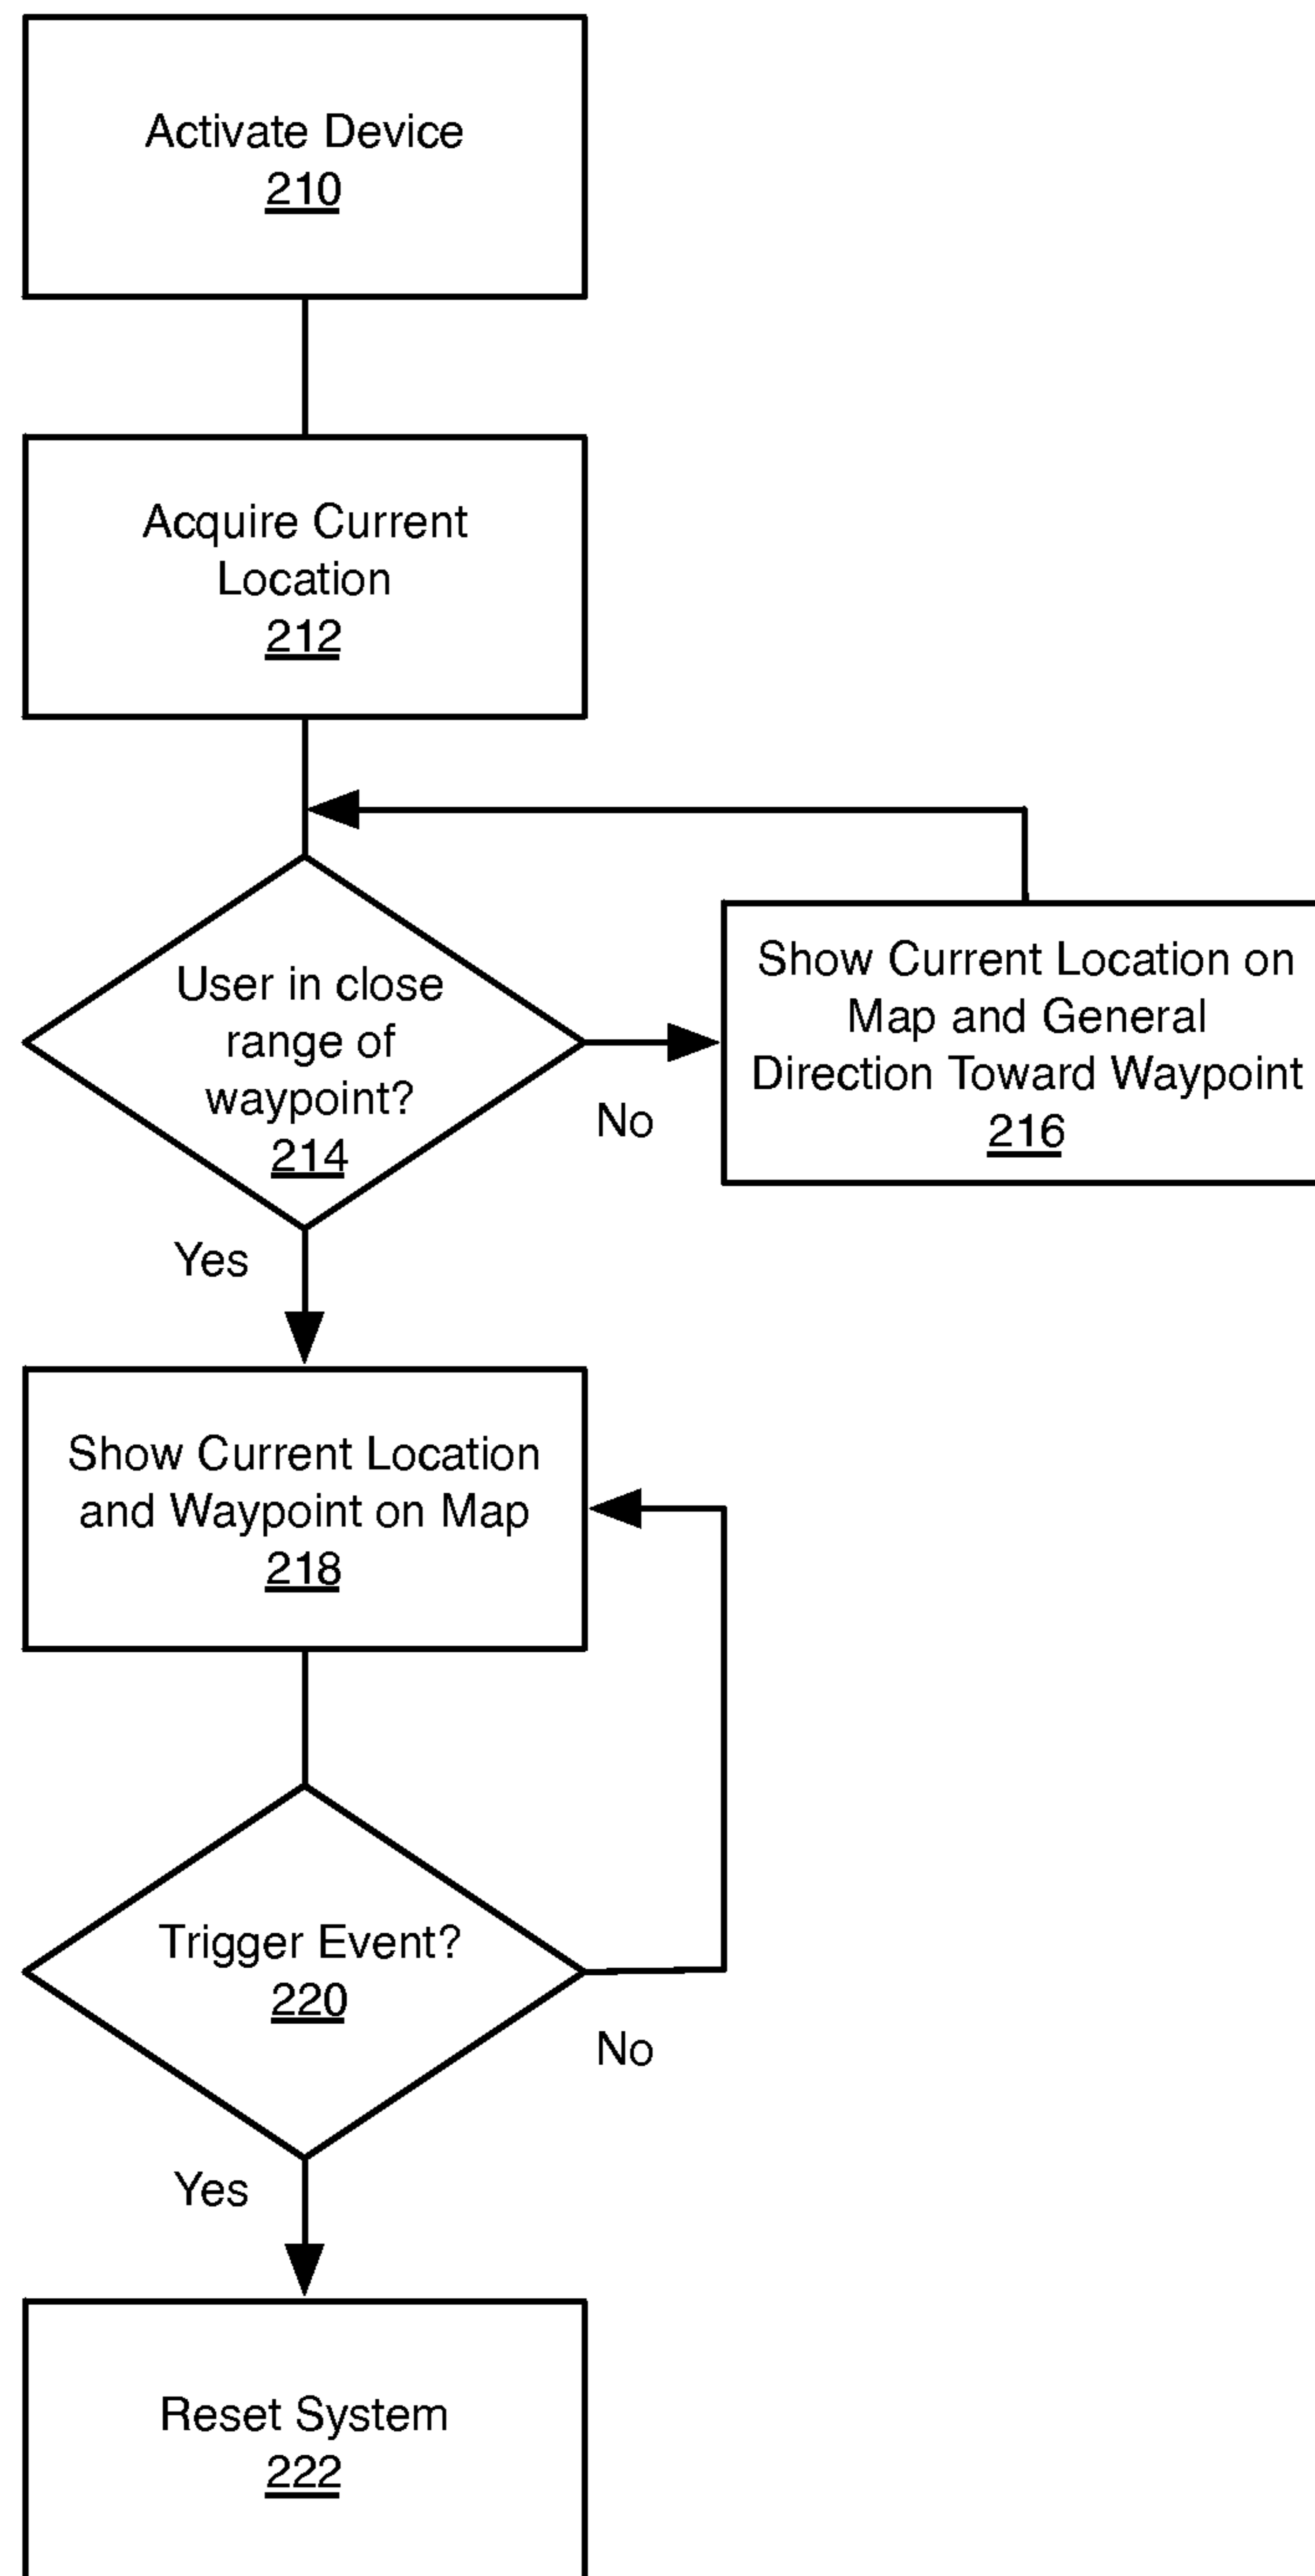 Activate Device
210
Acquire Current
Location
212
User in close
range of
waypoint?
214
No
Show Current Location on
Map and General
Direction Toward Waypoint
216
Yes
Show Current Location
and Waypoint on Map
218
Trigger Event?
220
No
Yes
Reset System
222